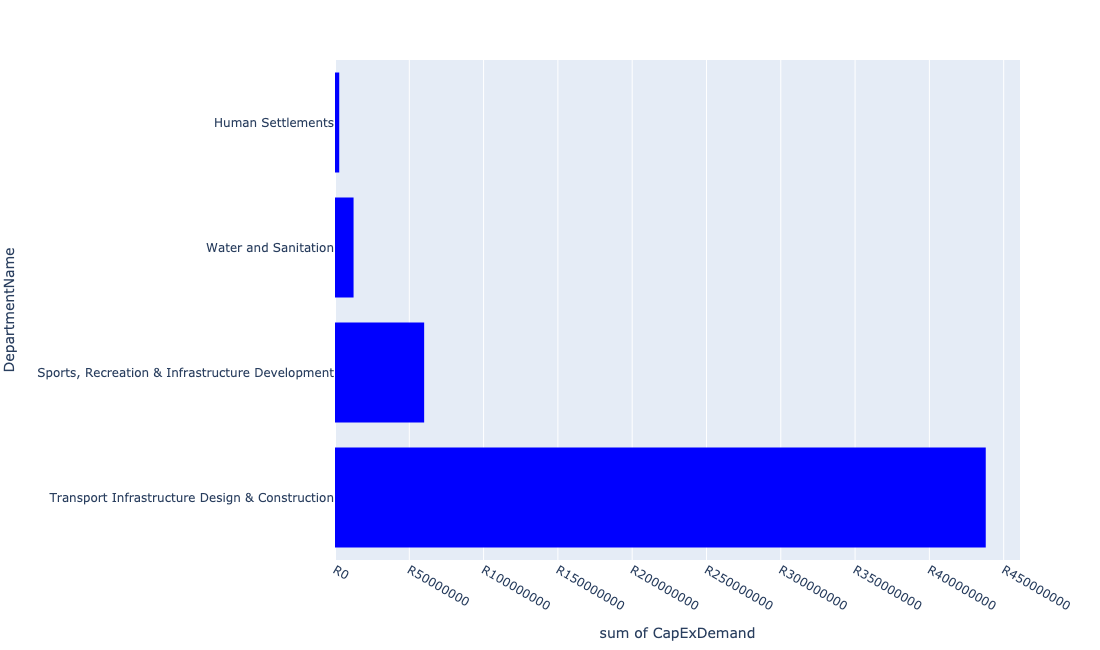 DepartmentName
Human Settlements
Water and Sanitation
Sports, Recreation & Infrastructure Development
Transport Infrastructure Design & Construction
R0
R50000000
R100000000
R150000000
R200000000
R250000000
R300000000
R350000000
R400000000
R450000000
sum of CapExDemand